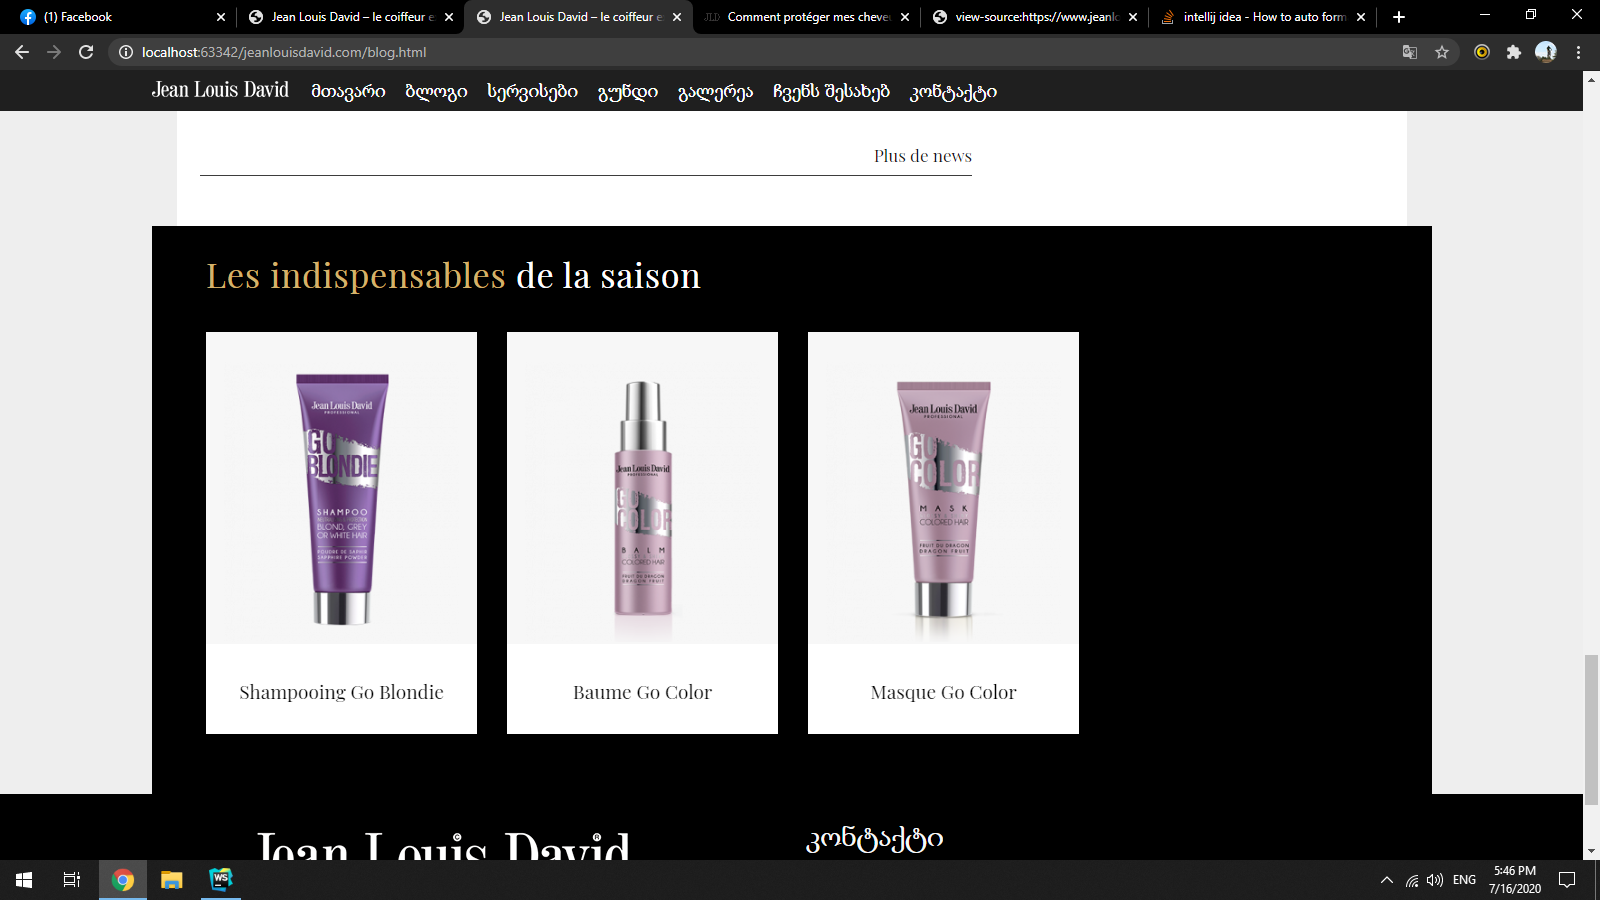 (1) Facebook
Jean Louis David – le coiffeur e
Jean Louis David – le coiffeur e
JLD Comment protéger mes cheve
view-source:https://www.jeanlo
intellij idea - How to auto form
localhost:63342/jeanlouisdavid.com/blog.html
Jean Louis David მთავარი ბლოგი სერვისები გუნდი გალერეა ჩვენს შესახებ კონტაქტი
Plus de news
Les indispensables de la saison
Jean Louis David
PROFESSIONAL
GO
BLONDIE
SHAMPOO
BLOND, GREY
OR WHITE HAIR
POUDRE DE SAPHIR
SAPPHIRE POWDER
Shampooing Go Blondie
Jean Louis David
PROFESSIONAL
GO
COLOR
BALM
COLORED HAIR
FRUIT DU DRAGON
DRAGON FRUIT
Baume Go Color
Jean Louis David
PROFESSIONAL
GO
COLOR
MASK
COLORED HAIR
FRUIT DU DRAGON
DRAGON FRUIT
Masque Go Color
Jean Louis David
კონტაქტი
WS
ENG
5:46 PM
7/16/2020